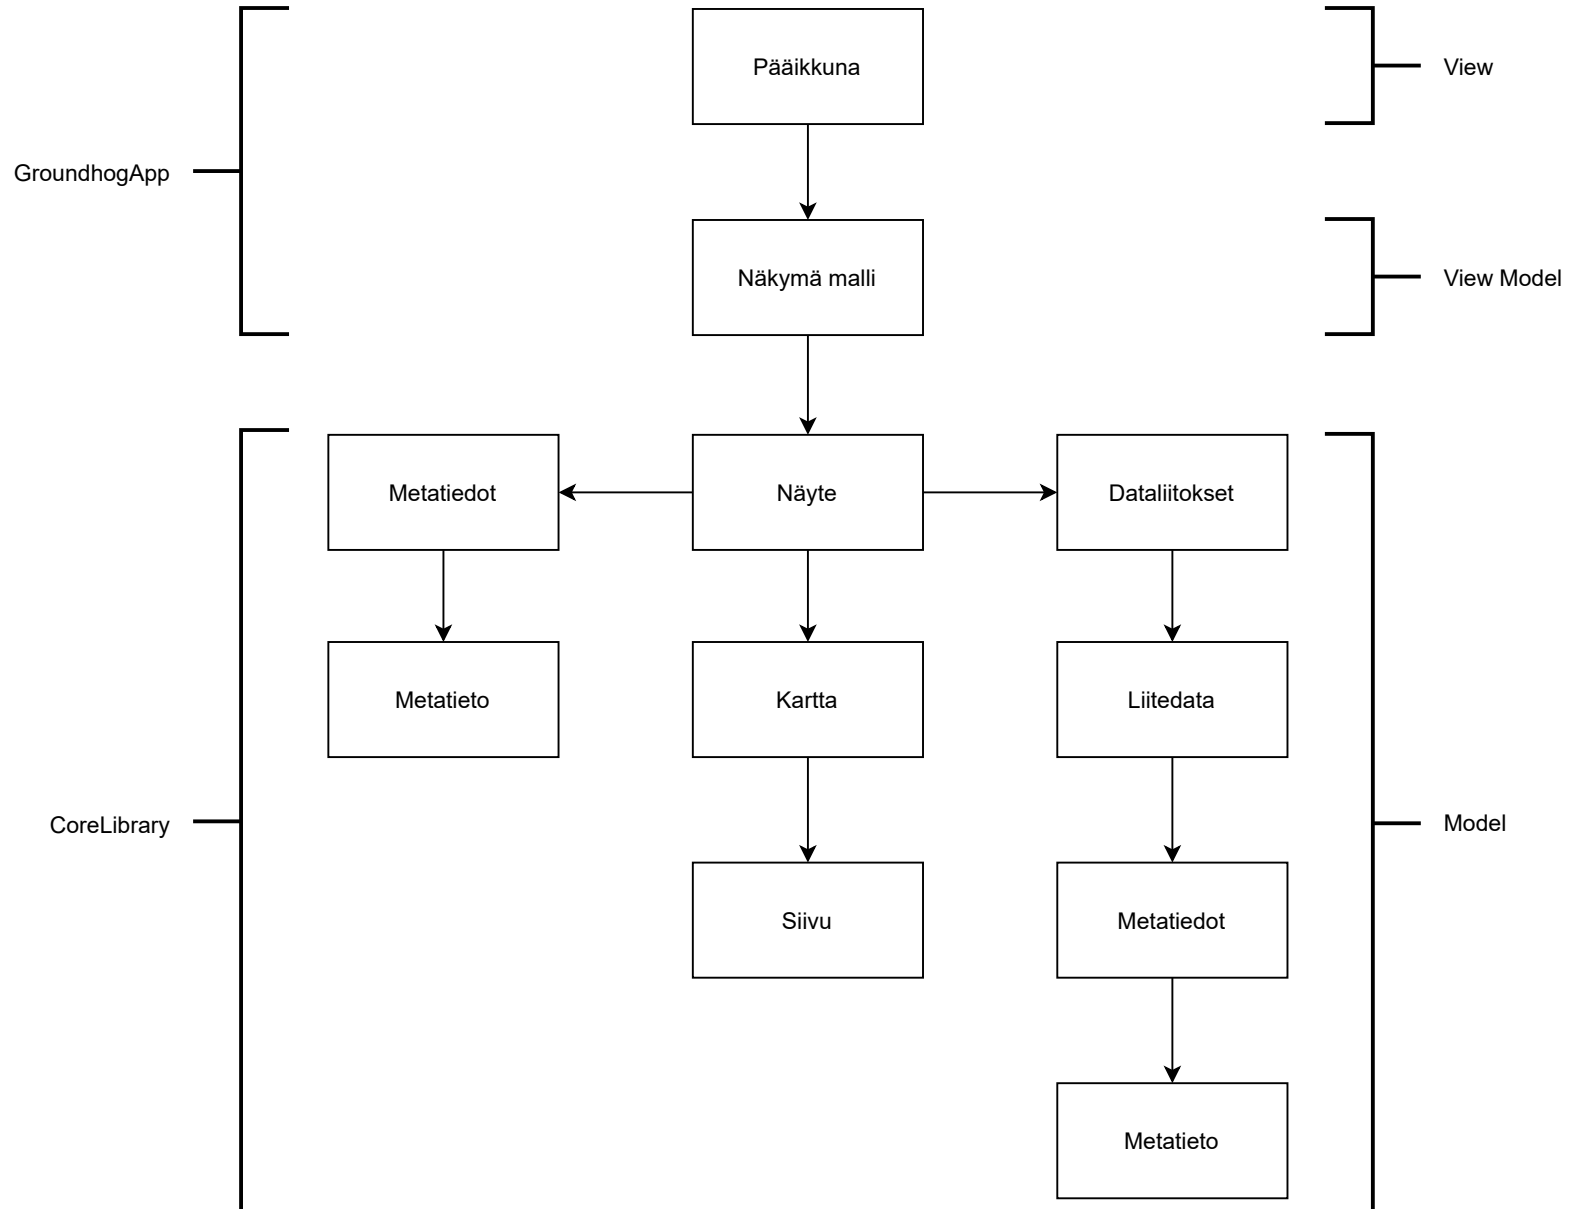 Pääikkuna
View
GroundhogApp
Näkymä malli
View Model
Metatiedot
Näyte
Dataliitokset
Metatieto
Kartta
Liitedata
CoreLibrary
Model
Siivu
Metatiedot
Metatieto